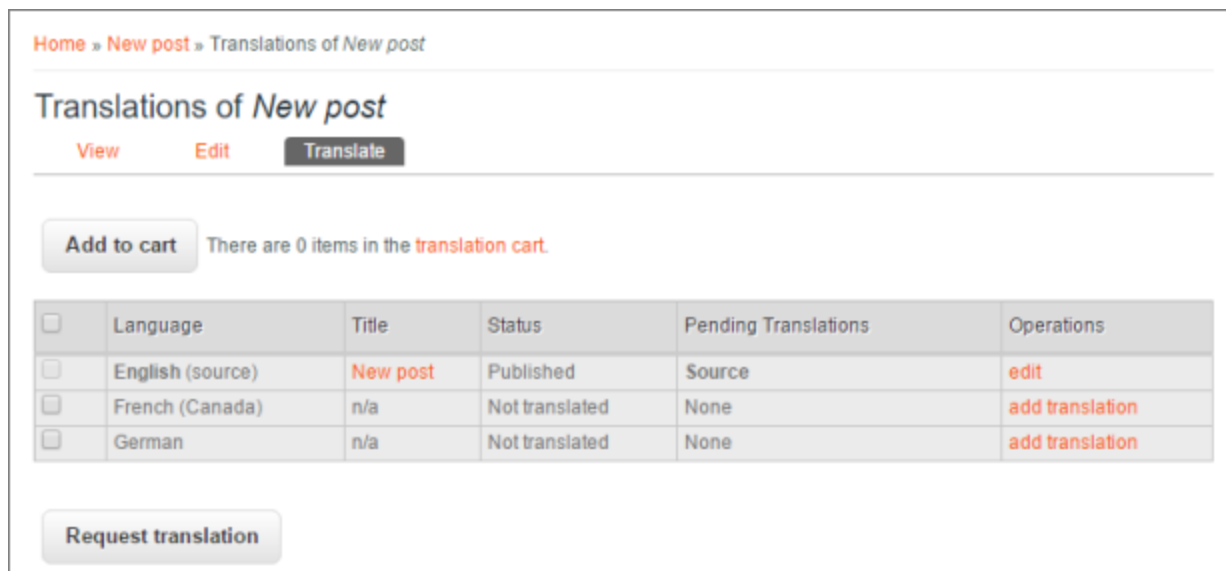 Home » New post » Translations of New post
Translations of New post
View Edit Translate
Add to cart There are 0 items in the translation cart.
Language Title Status Pending Translations Operations
English (source) New post Published Source edit
French (Canada) n/a Not translated None add translation
German n/a Not translated None add translation
Request translation